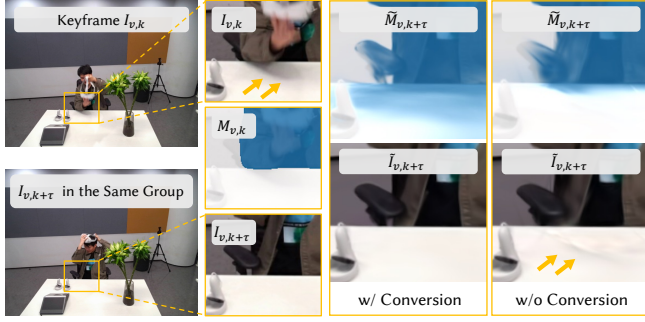 Keyframe I_{v,k}
I_{v,k}
M̃_{v,k+τ}
M̃_{v,k+τ}
M_{v,k}
I_{v,k+τ} in the Same Group
I_{v,k+τ}
Ĩ_{v,k+τ}
Ĩ_{v,k+τ}
w/ Conversion
w/o Conversion